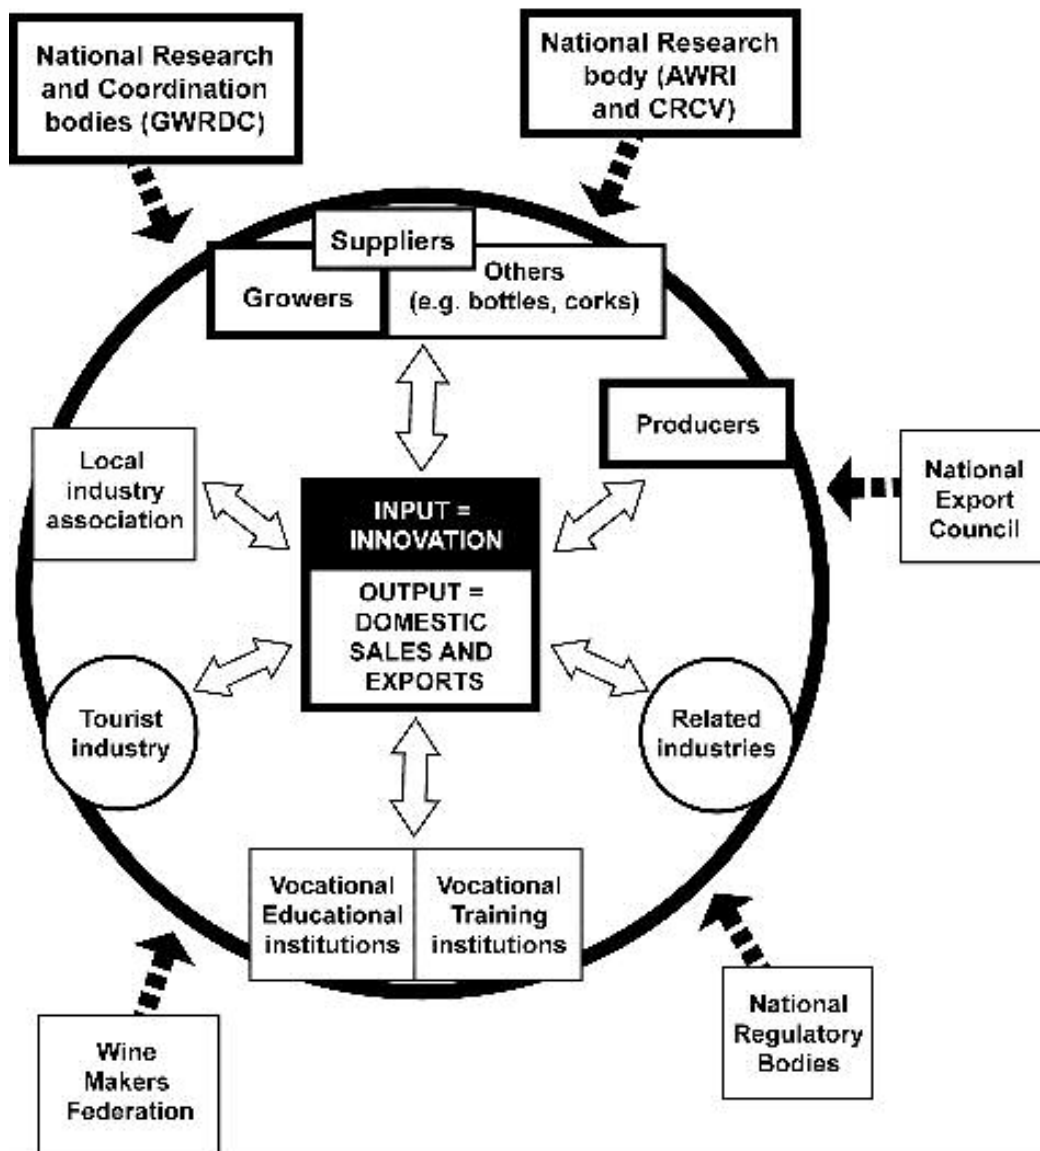 National Research
and Coordination
bodies (GWRDC)
National Research
body (AWRI
and CRCV)
Suppliers
Growers
Others
(e.g. bottles, corks)
Producers
Local
industry
association
National
Export
Council
INPUT =
INNOVATION
OUTPUT =
DOMESTIC
SALES AND
EXPORTS
Tourist
industry
Related
industries
Vocational
Educational
institutions
Vocational
Training
institutions
Wine
Makers
Federation
National
Regulatory
Bodies